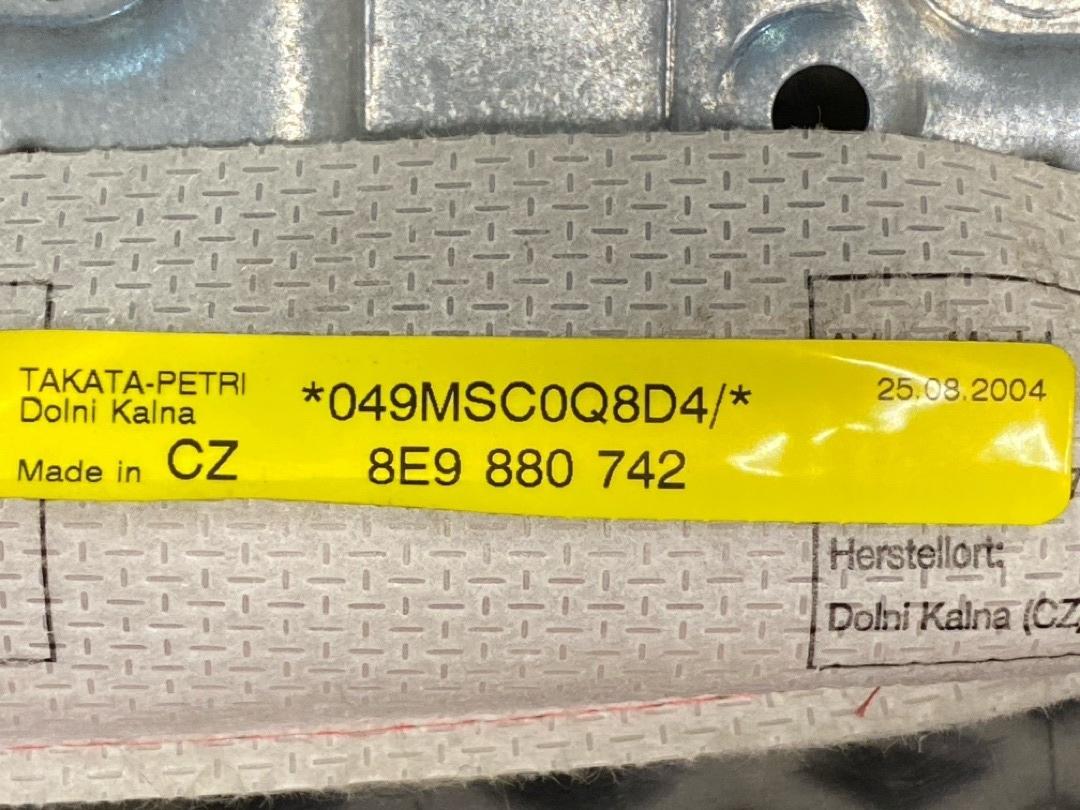 TAKATA-PETRI
Dolni Kalna
Made in CZ
*049MSC0Q8D4/*
8E9 880 742
25.08.2004
Herstellort:
Dolni Kalna (CZ)